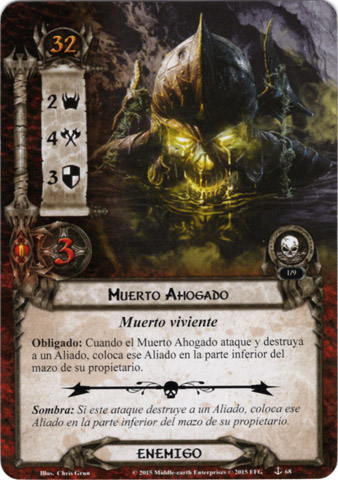 32
2
4
3
3
1/9
Muerto Ahogado
Muerto viviente
Obligado: Cuando el Muerto Ahogado ataque y destruya
a un Aliado, coloca ese Aliado en la parte inferior del
mazo de su propietario.
Sombra: Si este ataque destruye a un Aliado, coloca ese
Aliado en la parte inferior del mazo de su propietario.
ENEMIGO
Illus. Chris Grun © 2015 Middle-earth Enterprises © 2015 FFG 68